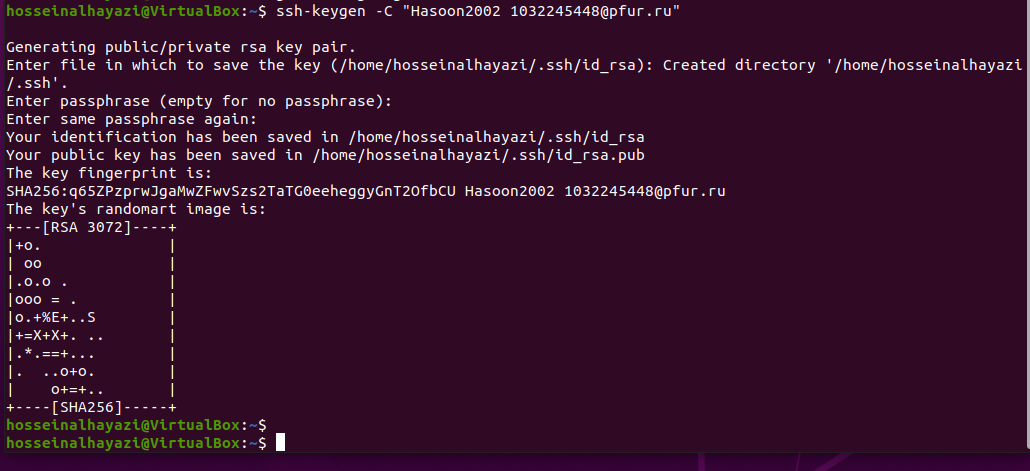 hosseinalhayazi@VirtualBox:~$ ssh-keygen -C "Hasoon2002 1032245448@pfur.ru"
Generating public/private rsa key pair.
Enter file in which to save the key (/home/hosseinalhayazi/.ssh/id_rsa): Created directory '/home/hosseinalhayazi
/.ssh'.
Enter passphrase (empty for no passphrase):
Enter same passphrase again:
Your identification has been saved in /home/hosseinalhayazi/.ssh/id_rsa
Your public key has been saved in /home/hosseinalhayazi/.ssh/id_rsa.pub
The key fingerprint is:
SHA256:q65ZPzprwJgaMwZFwvSzs2TaTG0eeheggyGnT2OfbCU Hasoon2002 1032245448@pfur.ru
The key's randomart image is:
+---[RSA 3072]----+
|+o.              |
| oo              |
|.o.o .           |
|ooo = .          |
|o.+%E+..S        |
|+=X+X+. ..       |
|.*.==+...        |
|.  ..o+o.        |
|    o+=+..       |
+----[SHA256]-----+
hosseinalhayazi@VirtualBox:~$
hosseinalhayazi@VirtualBox:~$